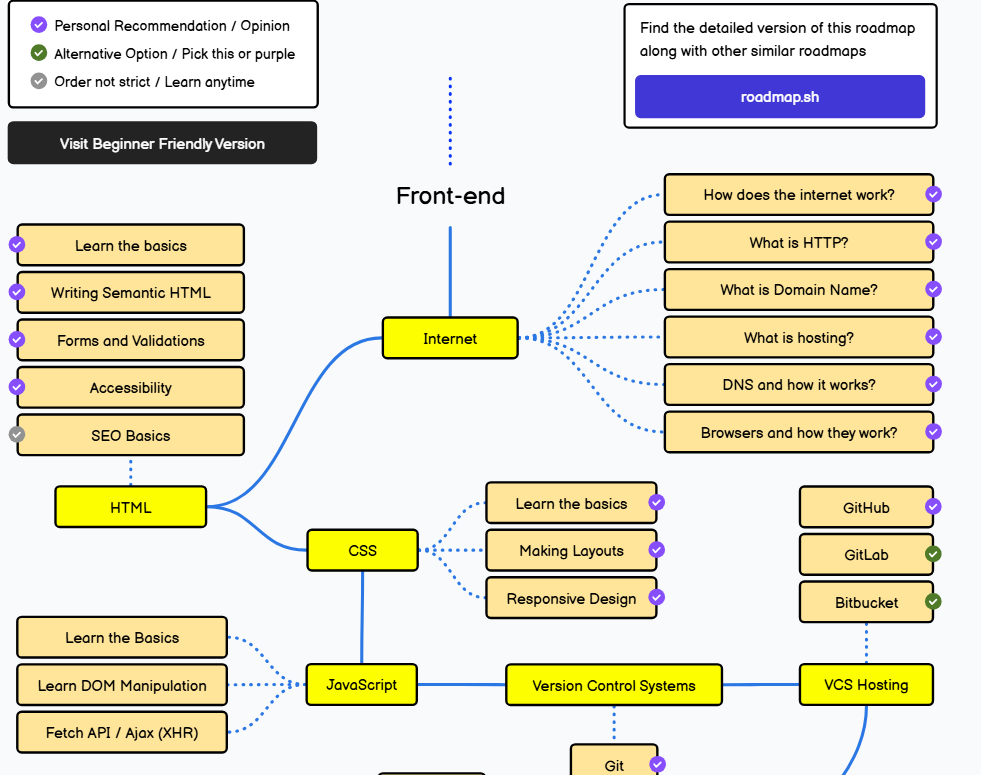 Personal Recommendation / Opinion
Alternative Option / Pick this or purple
Order not strict / Learn anytime
Visit Beginner Friendly Version
Find the detailed version of this roadmap
along with other similar roadmaps
roadmap.sh
Front-end
Internet
How does the internet work?
What is HTTP?
What is Domain Name?
What is hosting?
DNS and how it works?
Browsers and how they work?
Learn the basics
Writing Semantic HTML
Forms and Validations
Accessibility
SEO Basics
HTML
CSS
Learn the basics
Making Layouts
Responsive Design
GitHub
GitLab
Bitbucket
Learn the Basics
Learn DOM Manipulation
Fetch API / Ajax (XHR)
JavaScript
Version Control Systems
VCS Hosting
Git